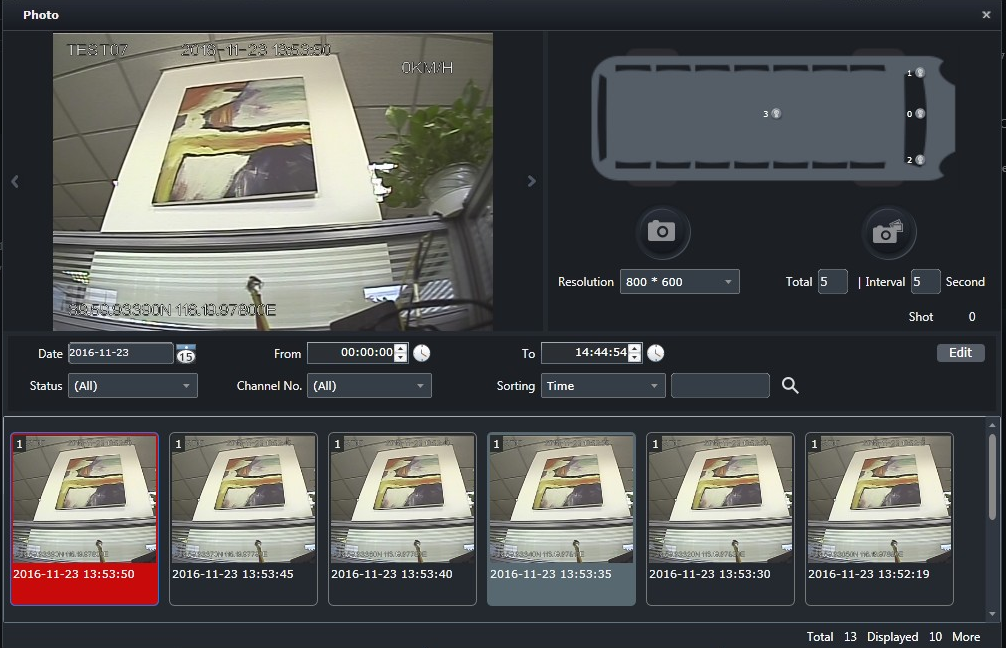 Photo
TEST07 2016-11-23 13:53:50
0KM/H
1
3
0
2
Resolution 800 * 600 Total 5 | Interval 5 Second
Shot 0
Date 2016-11-23 15 From 00:00:00 To 14:44:54 Edit
Status (All) Channel No. (All) Sorting Time
1 1 1 1 1 1
2016-11-23 13:53:50 2016-11-23 13:53:45 2016-11-23 13:53:40 2016-11-23 13:53:35 2016-11-23 13:53:30 2016-11-23 13:52:19
Total 13 Displayed 10 More